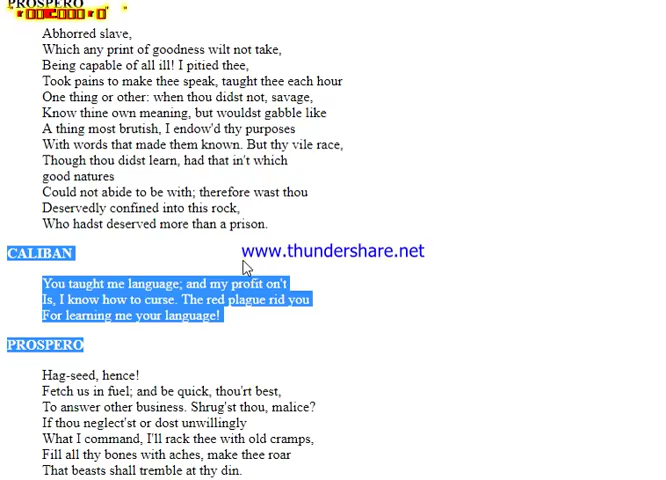 PROSPERO
Abhorred slave,
Which any print of goodness wilt not take,
Being capable of all ill! I pitied thee,
Took pains to make thee speak, taught thee each hour
One thing or other: when thou didst not, savage,
Know thine own meaning, but wouldst gabble like
A thing most brutish, I endow'd thy purposes
With words that made them known. But thy vile race,
Though thou didst learn, had that in't which
good natures
Could not abide to be with; therefore wast thou
Deservedly confined into this rock,
Who hadst deserved more than a prison.
CALIBAN
www.thundershare.net
You taught me language; and my profit on't
Is, I know how to curse. The red plague rid you
For learning me your language!
PROSPERO
Hag-seed, hence!
Fetch us in fuel; and be quick, thou'rt best,
To answer other business. Shrug'st thou, malice?
If thou neglect'st or dost unwillingly
What I command, I'll rack thee with old cramps,
Fill all thy bones with aches, make thee roar
That beasts shall tremble at thy din.